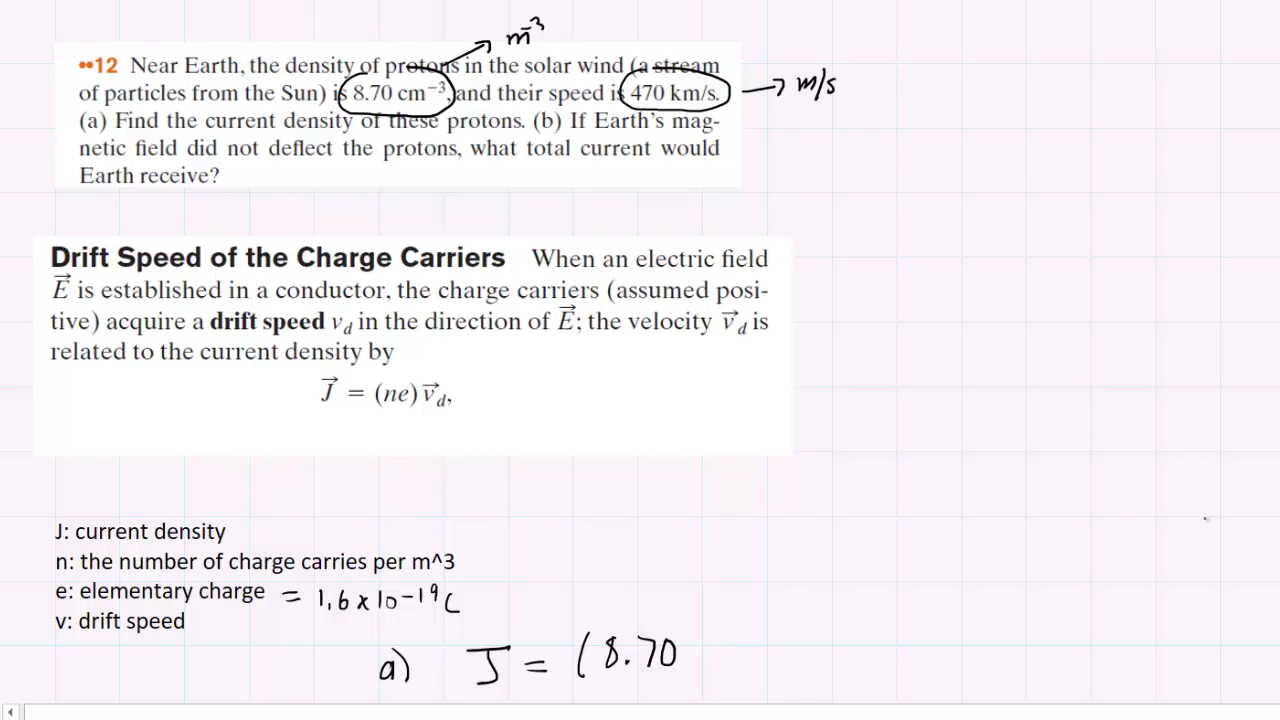 m⁻³
••12 Near Earth, the density of protons in the solar wind (a stream
of particles from the Sun) is 8.70 cm⁻³, and their speed is 470 km/s. → m/s
(a) Find the current density of these protons. (b) If Earth's mag-
netic field did not deflect the protons, what total current would
Earth receive?
Drift Speed of the Charge Carriers When an electric field
E⃗ is established in a conductor, the charge carriers (assumed posi-
tive) acquire a drift speed v_d in the direction of E⃗; the velocity v⃗_d is
related to the current density by
J⃗ = (ne)v⃗_d,
J: current density
n: the number of charge carries per m^3
e: elementary charge = 1.6 x 10⁻¹⁹ C
v: drift speed
a) J = (8.70